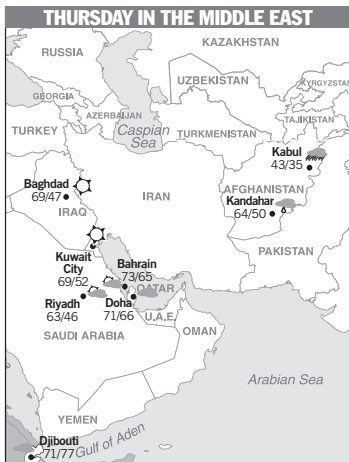 THURSDAY IN THE MIDDLE EAST
KAZAKHSTAN
RUSSIA
UZBEKISTAN
KYRGYZSTAN
GEORGIA
AZERBAIJAN
TAJIKISTAN
TURKEY
Caspian
Sea
TURKMENISTAN
Kabul
43/35
Baghdad
69/47
IRAQ
IRAN
AFGHANISTAN
Kandahar
64/50
PAKISTAN
Kuwait
City
69/52
Bahrain
73/65
QATAR
Riyadh
63/46
Doha
71/66
U.A.E.
SAUDI ARABIA
OMAN
Arabian Sea
YEMEN
Djibouti
71/77
Gulf of Aden